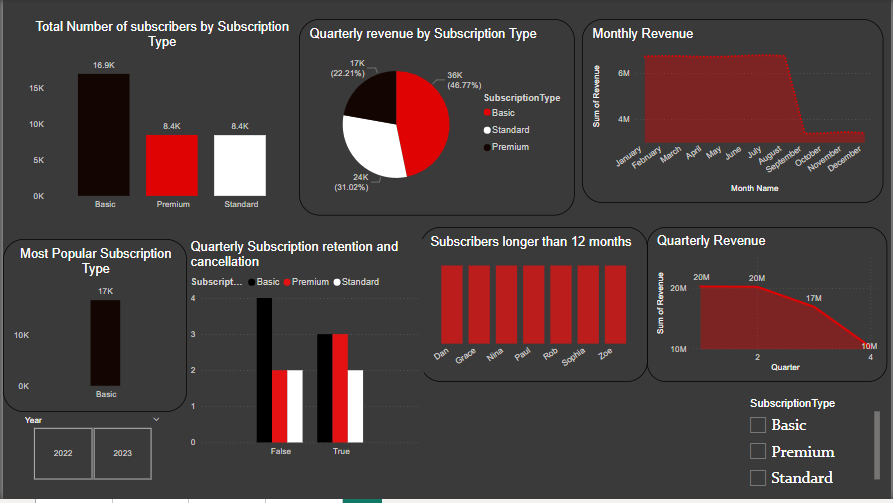 Total Number of subscribers by Subscription
Type
16.9K
15K
8.4K
8.4K
10K
5K
0K
Basic
Premium
Standard
Quarterly revenue by Subscription Type
17K
(22.21%)
36K
(46.77%)
24K
(31.02%)
SubscriptionType
Basic
Standard
Premium
Monthly Revenue
Sum of Revenue
6M
4M
January
February
March
April
May
June
July
August
September
October
November
December
Month Name
Most Popular Subscription
Type
17K
10K
0K
Basic
Year
2022
2023
Quarterly Subscription retention and
cancellation
Subscript... Basic Premium Standard
4
3
2
1
0
False
True
Subscribers longer than 12 months
Dan
Grace
Nina
Paul
Rob
Sophia
Zoe
Quarterly Revenue
Sum of Revenue
20M
10M
20M
20M
17M
10M
2
4
Quarter
SubscriptionType
Basic
Premium
Standard